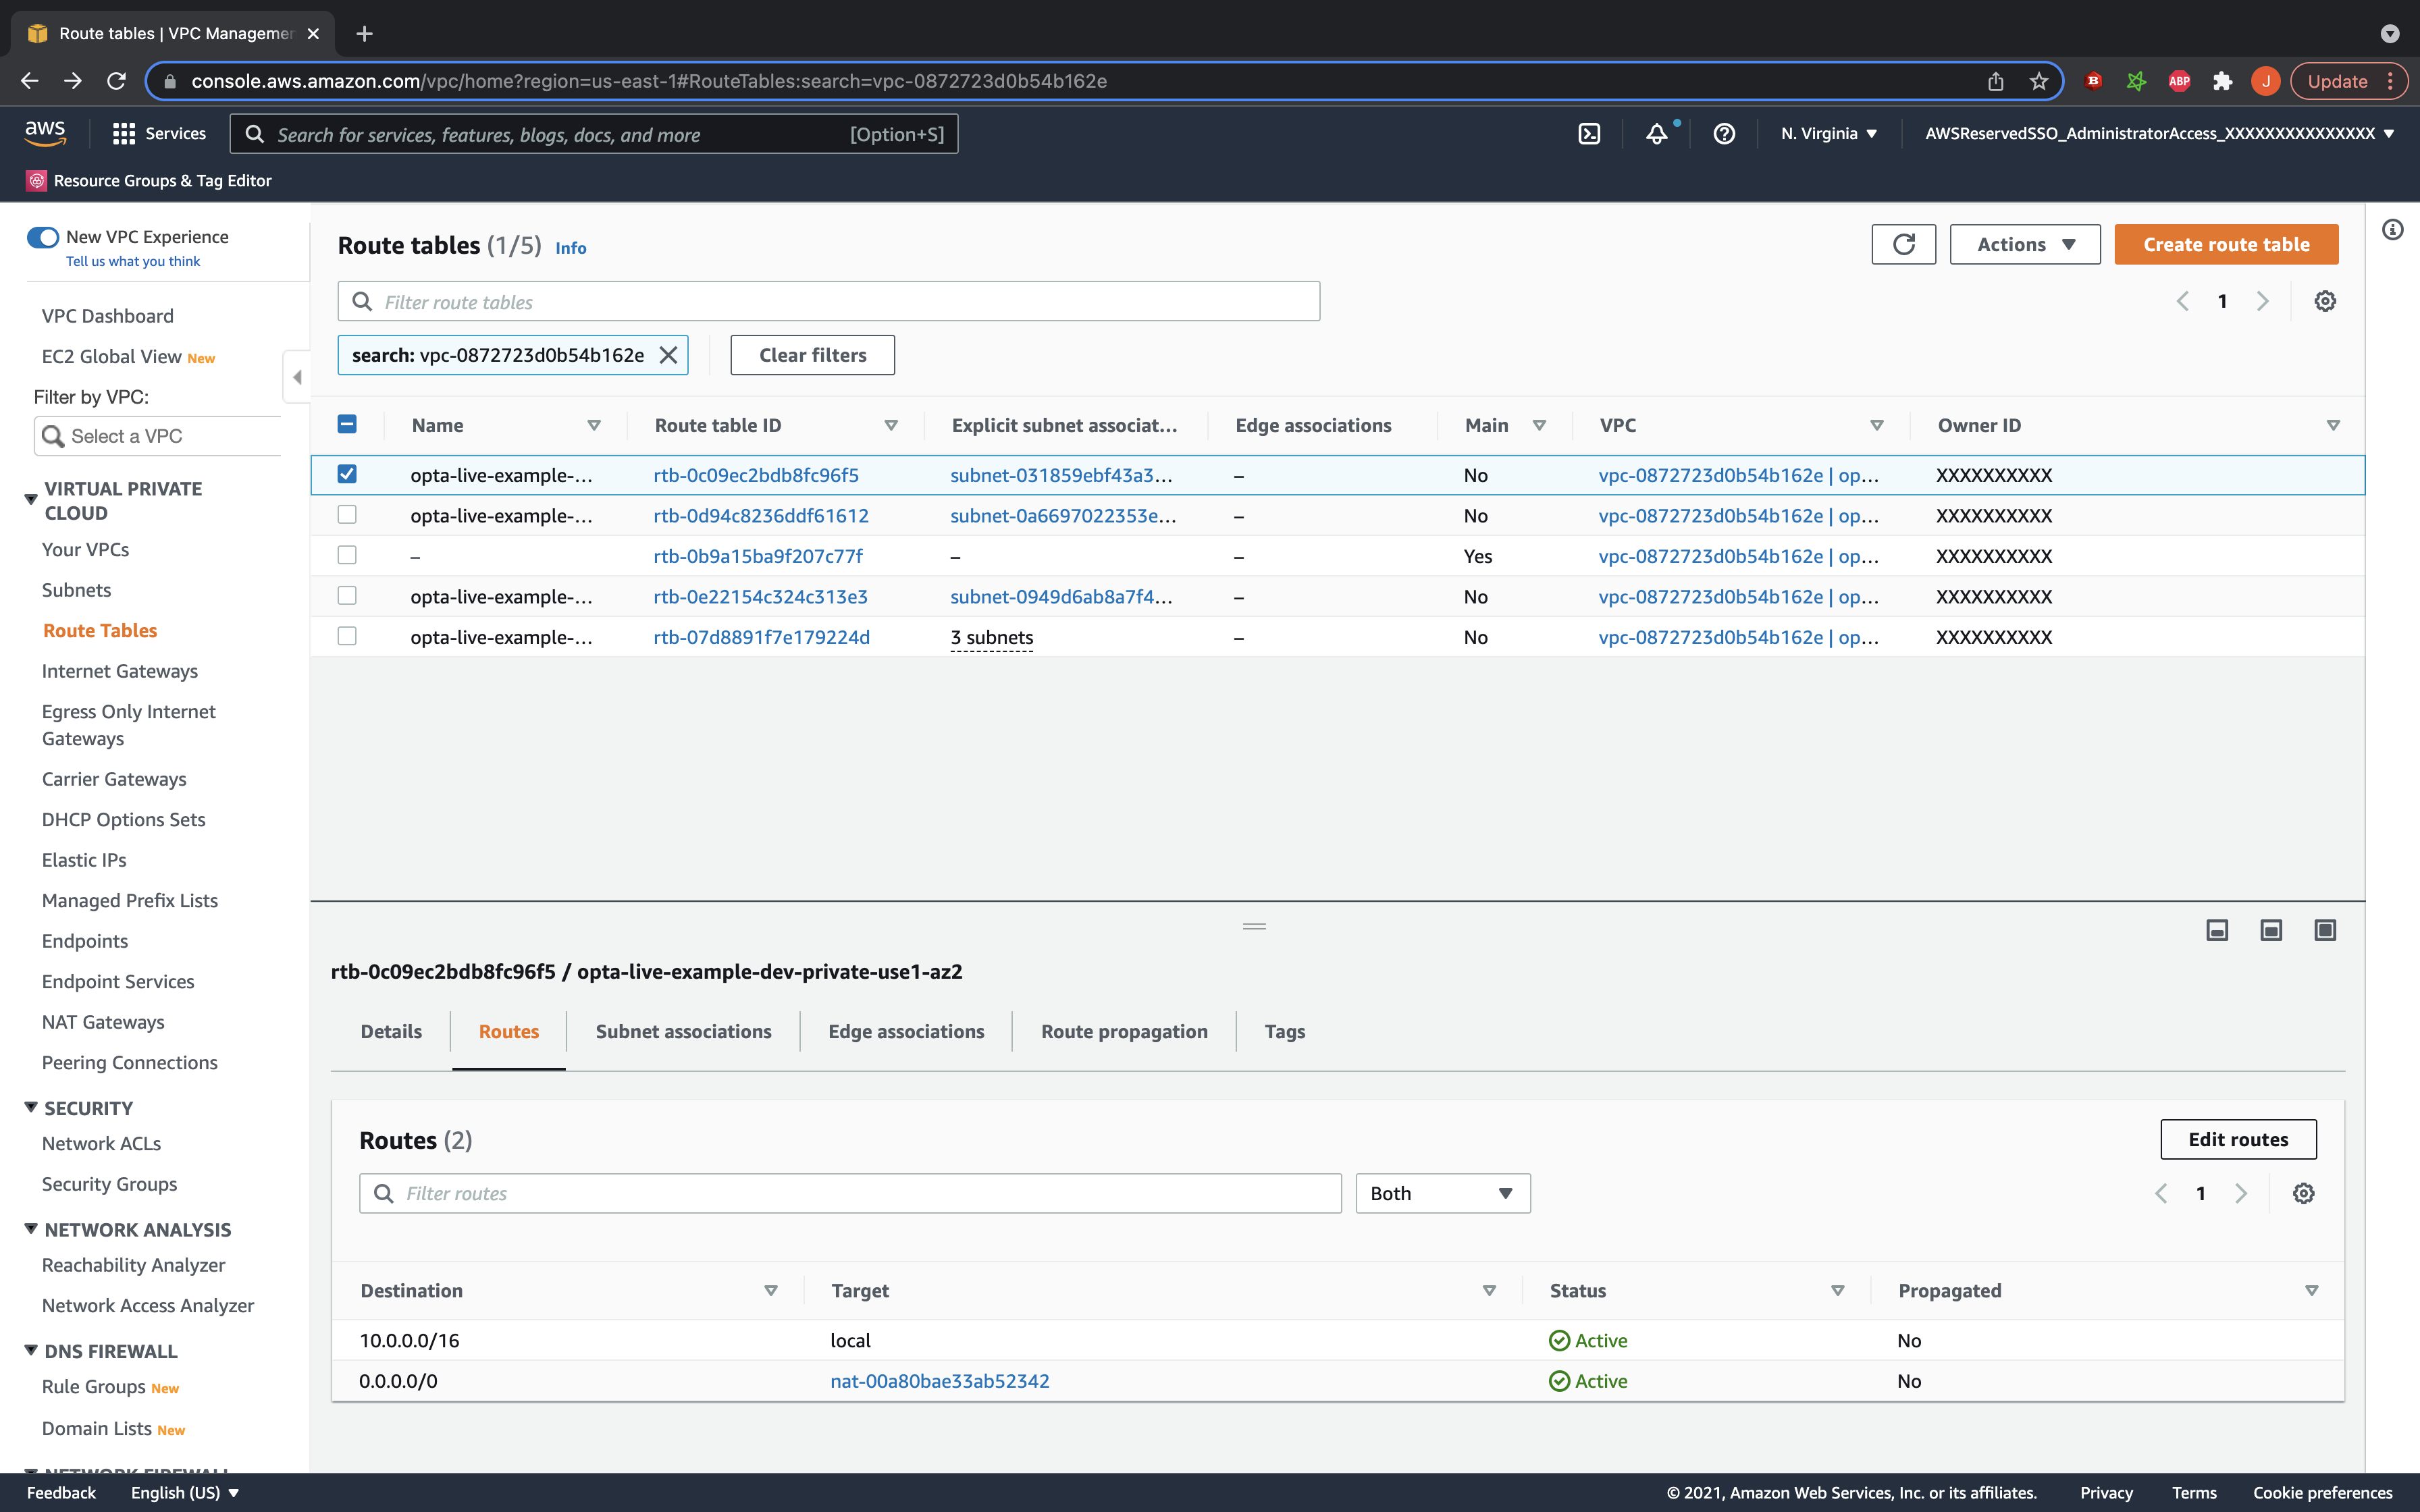 Route tables | VPC Managemen
console.aws.amazon.com/vpc/home?region=us-east-1#RouteTables:search=vpc-0872723d0b54b162e
ABP
J
Update
aws
Services
Search for services, features, blogs, docs, and more
[Option+S]
N. Virginia
AWSReservedSSO_AdministratorAccess_XXXXXXXXXXXXXXX
Resource Groups & Tag Editor
New VPC Experience
Tell us what you think
VPC Dashboard
EC2 Global View New
Filter by VPC:
Select a VPC
VIRTUAL PRIVATE
CLOUD
Your VPCs
Subnets
Route Tables
Internet Gateways
Egress Only Internet
Gateways
Carrier Gateways
DHCP Options Sets
Elastic IPs
Managed Prefix Lists
Endpoints
Endpoint Services
NAT Gateways
Peering Connections
SECURITY
Network ACLs
Security Groups
NETWORK ANALYSIS
Reachability Analyzer
Network Access Analyzer
DNS FIREWALL
Rule Groups New
Domain Lists New
NETWORK FIREWALL
Route tables (1/5) Info
Actions
Create route table
Filter route tables
1
search: vpc-0872723d0b54b162e
Clear filters
Name Route table ID Explicit subnet associat... Edge associations Main VPC Owner ID
opta-live-example-... rtb-0c09ec2bdb8fc96f5 subnet-031859ebf43a3... – No vpc-0872723d0b54b162e | op... XXXXXXXXXX
opta-live-example-... rtb-0d94c8236ddf61612 subnet-0a6697022353e... – No vpc-0872723d0b54b162e | op... XXXXXXXXXX
– rtb-0b9a15ba9f207c77f – – Yes vpc-0872723d0b54b162e | op... XXXXXXXXXX
opta-live-example-... rtb-0e22154c324c313e3 subnet-0949d6ab8a7f4... – No vpc-0872723d0b54b162e | op... XXXXXXXXXX
opta-live-example-... rtb-07d8891f7e179224d 3 subnets – No vpc-0872723d0b54b162e | op... XXXXXXXXXX
rtb-0c09ec2bdb8fc96f5 / opta-live-example-dev-private-use1-az2
Details Routes Subnet associations Edge associations Route propagation Tags
Routes (2)
Edit routes
Filter routes
Both
1
Destination Target Status Propagated
10.0.0.0/16 local Active No
0.0.0.0/0 nat-00a80bae33ab52342 Active No
Feedback English (US)
© 2021, Amazon Web Services, Inc. or its affiliates. Privacy Terms Cookie preferences